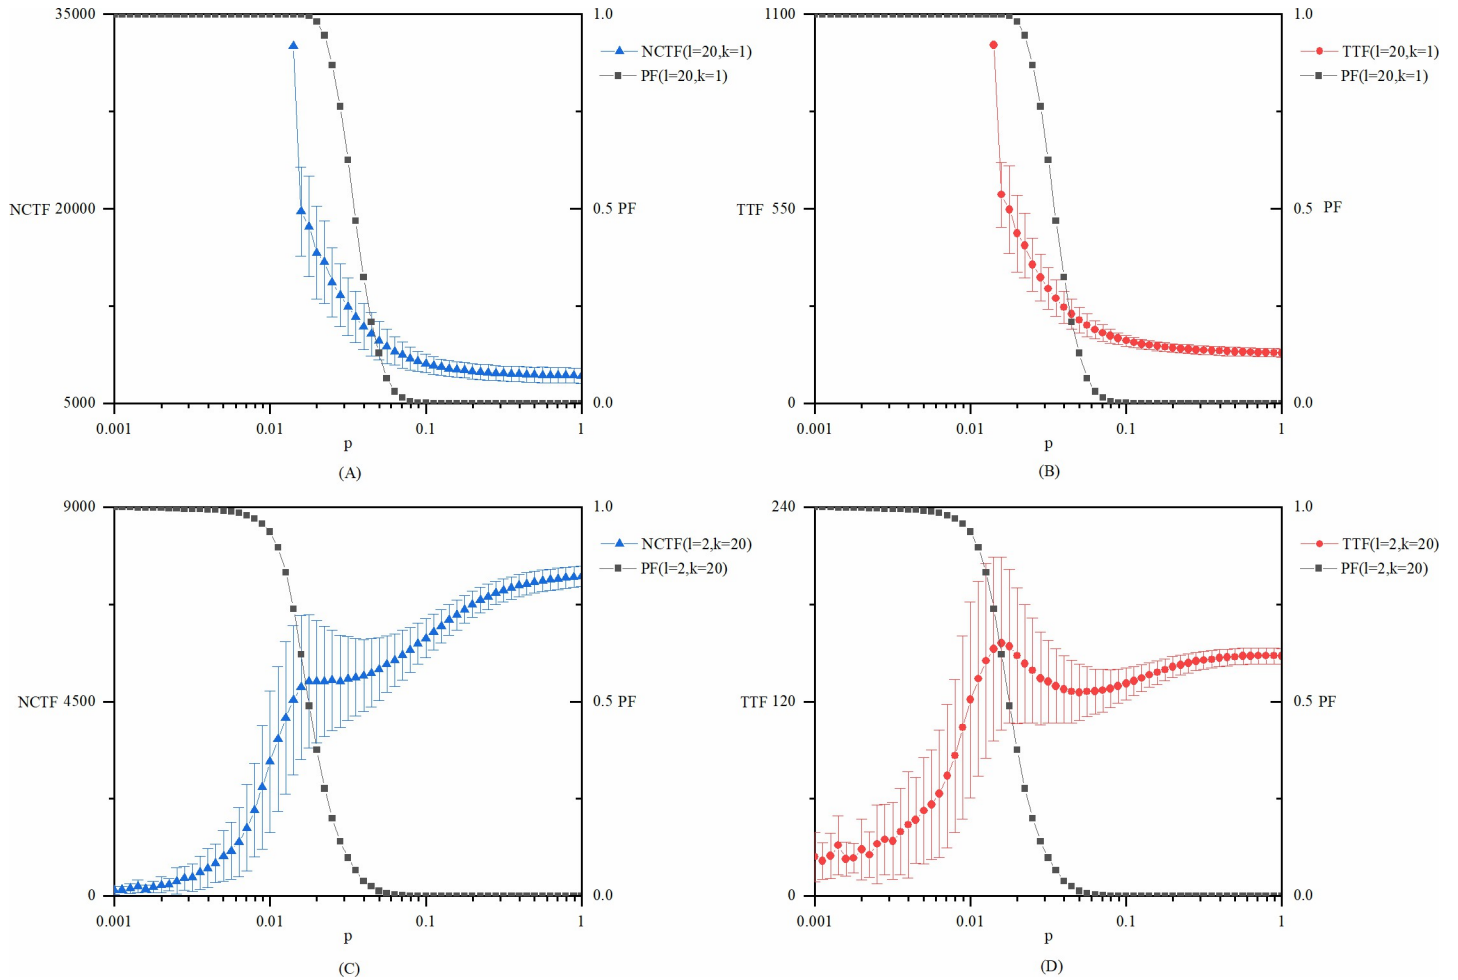 35000
1100
1.0
1.0
NCTF(l=20,k=1)
PF(l=20,k=1)
TTF(l=20,k=1)
PF(l=20,k=1)
NCTF 20000
0.5 PF
TTF 550
0.5 PF
5000
0.0
0
0.0
0.001 0.01 0.1 1
0.001 0.01 0.1 1
p
p
(A)
(B)
9000
1.0
240
1.0
NCTF(l=2,k=20)
PF(l=2,k=20)
TTF(l=2,k=20)
PF(l=2,k=20)
NCTF 4500
0.5 PF
TTF 120
0.5 PF
0
0.0
0
0.0
0.001 0.01 0.1 1
0.001 0.01 0.1 1
p
p
(C)
(D)